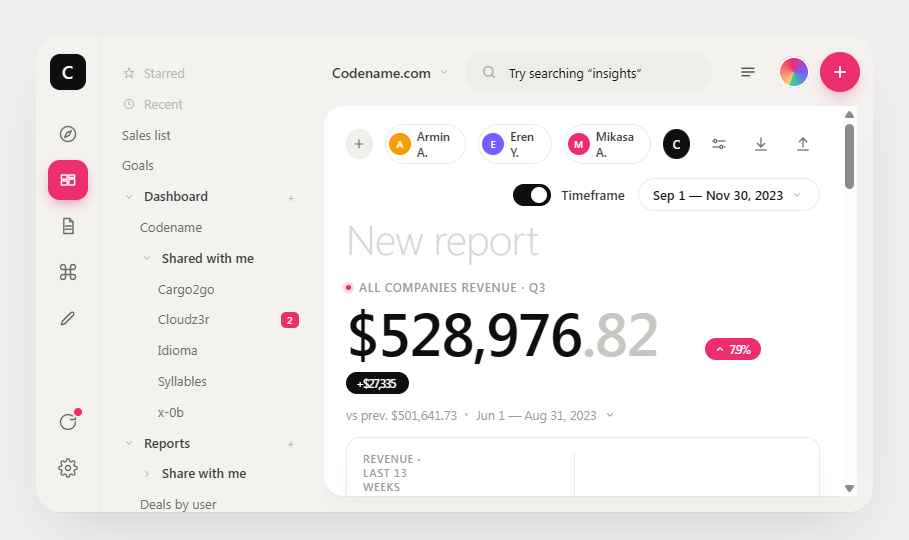 C
Starred
Recent
Sales list
Goals
Dashboard +
Codename
Shared with me
Cargo2go
Cloudz3r 2
Idioma
Syllables
x-0b
Reports +
Share with me
Deals by user
Codename.com
Try searching “insights”
+
+ A Armin A. E Eren Y. M Mikasa A. C
Timeframe Sep 1 — Nov 30, 2023
New report
ALL COMPANIES REVENUE · Q3
$528,976.82 7.9%
+$27,335
vs prev. $501,641.73 • Jun 1 — Aug 31, 2023
REVENUE ·
LAST 13
WEEKS